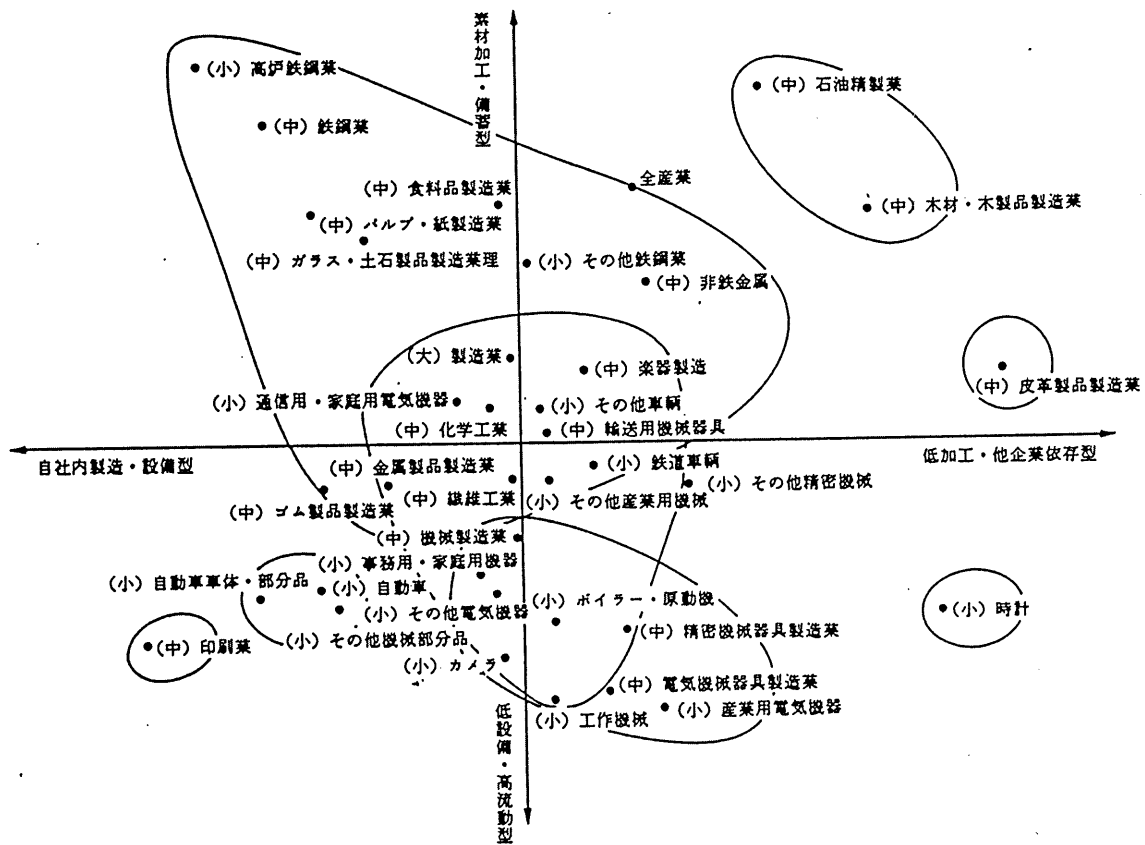 素材加工・備蓄型
(小) 高炉鉄鋼業
(中) 石油精製業
(中) 鉄鋼業
全産業
(中) 食料品製造業
(中) 木材・木製品製造業
(中) パルプ・紙製造業
(中) ガラス・土石製品製造業理
(小) その他鉄鋼業
(中) 非鉄金属
(大) 製造業
(中) 楽器製造
(中) 皮革製品製造業
(小) 通信用・家庭用電気機器
(小) その他車輌
(中) 化学工業
(中) 輸送用機械器具
自社内製造・設備型
低加工・他企業依存型
(中) 金属製品製造業
(小) 鉄道車輌
(小) その他精密機械
(中) 繊維工業
(小) その他産業用機械
(中) ゴム製品製造業
(中) 機械製造業
(小) 事務用・家庭用機器
(小) 自動車車体・部分品
(小) 自動車
(小) ボイラー・原動機
(小) 時計
(小) その他電気機器
(中) 精密機械器具製造業
(小) その他機械部分品
(中) 印刷業
(小) カメラ
(中) 電気機械器具製造業
(小) 産業用電気機器
(小) 工作機械
低設備・高流動型